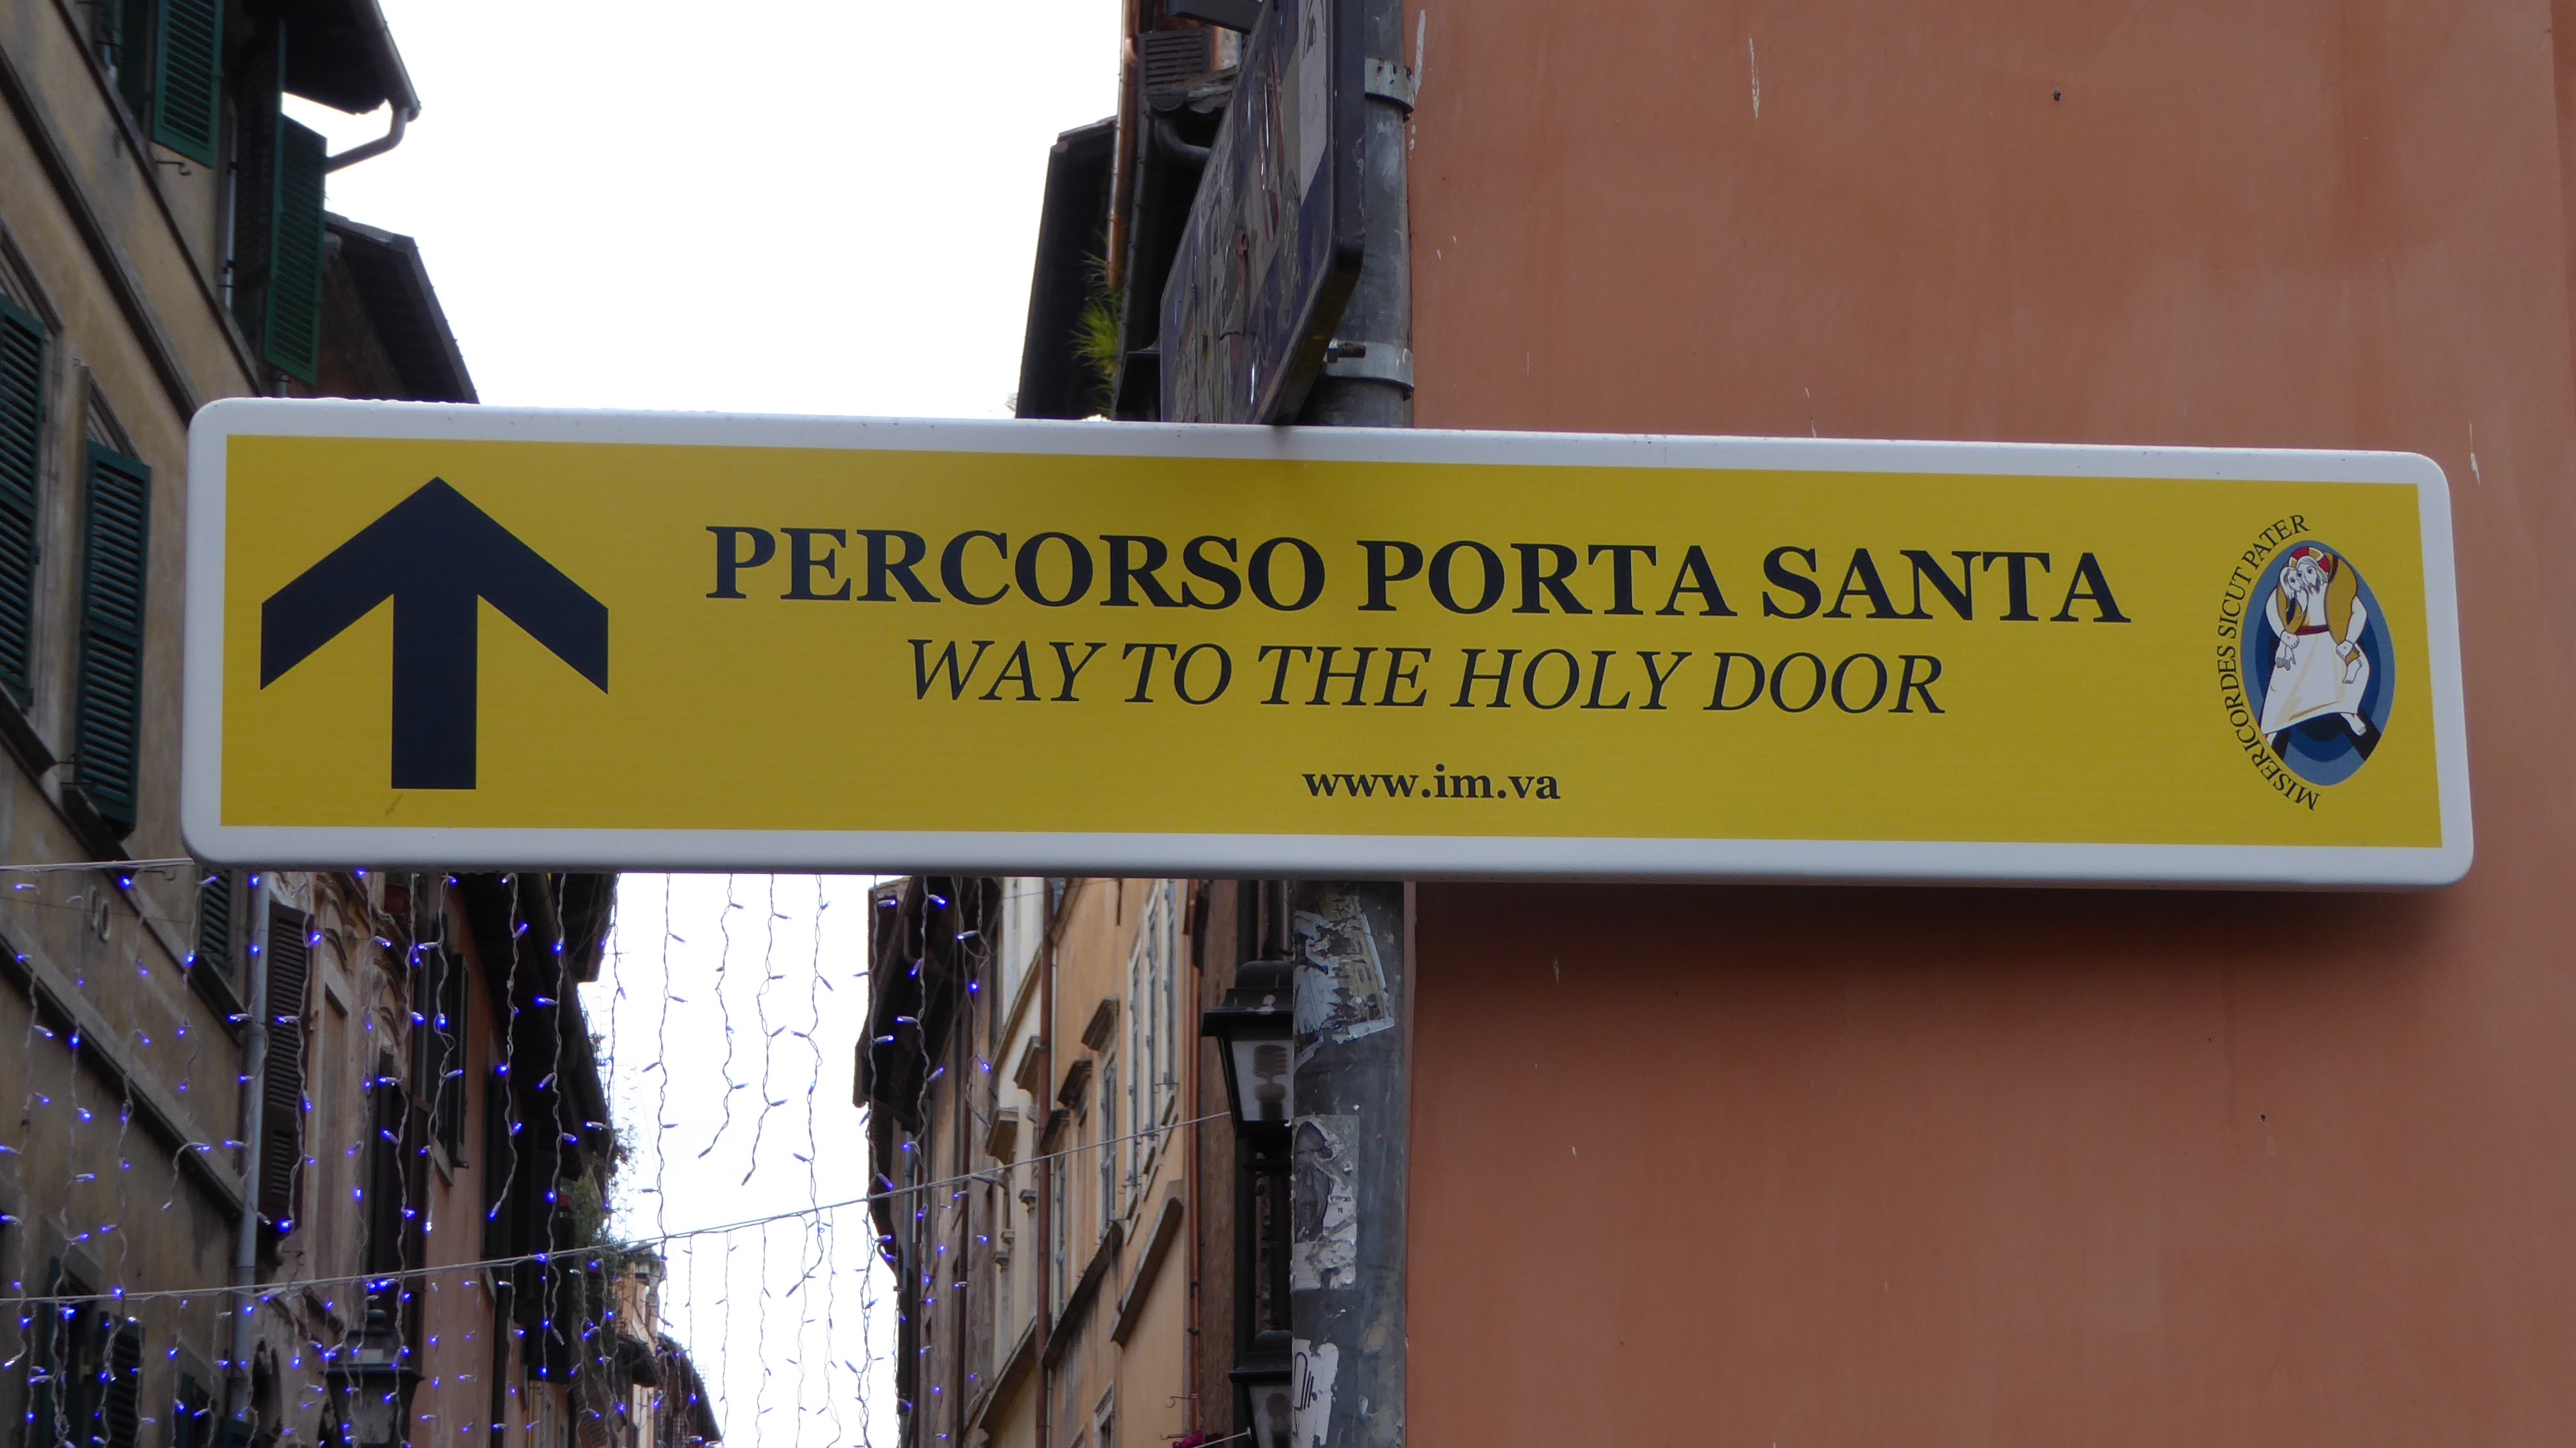 PERCORSO PORTA SANTA
WAY TO THE HOLY DOOR
www.im.va
MISERICORDES SICUT PATER